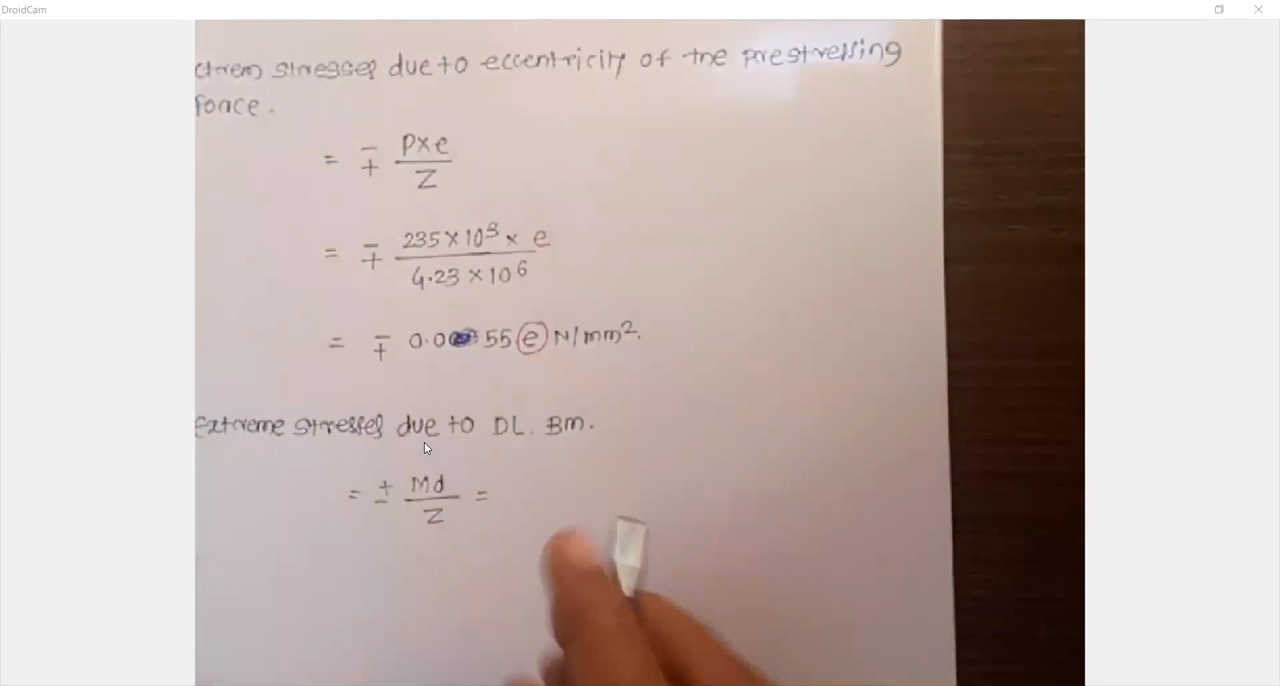 DroidCam
ctrem stresses due to eccentricity of the prestressing
force.
= ∓ P×e/Z
= ∓ 235×10³ × e / 4.23×10⁶
= ∓ 0.0 55 e N/mm².
Extreme stresses due to DL. Bm.
= ± Md/Z =